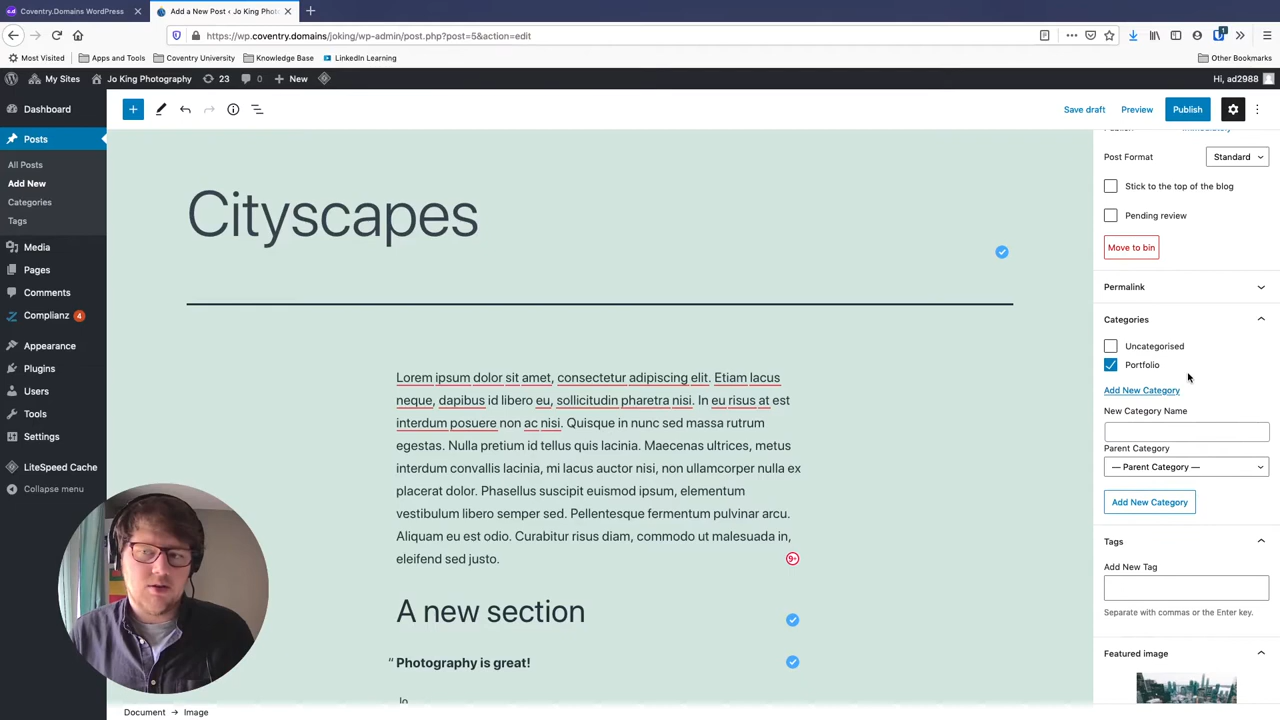 Coventry.Domains WordPress
Add a New Post ‹ Jo King Phot
https://wp.coventry.domains/joking/wp-admin/post.php?post=5&action=edit
Most Visited
Apps and Tools
Coventry University
Knowledge Base
LinkedIn Learning
Other Bookmarks
My Sites
Jo King Photography
23
0
New
Hi, ad2988
Dashboard
Posts
All Posts
Add New
Categories
Tags
Media
Pages
Comments
Complianz 4
Appearance
Plugins
Users
Tools
Settings
LiteSpeed Cache
Collapse menu
Save draft
Preview
Publish
Cityscapes
Lorem ipsum dolor sit amet, consectetur adipiscing elit. Etiam lacus
neque, dapibus id libero eu, sollicitudin pharetra nisi. In eu risus at est
interdum posuere non ac nisi. Quisque in nunc sed massa rutrum
egestas. Nulla pretium id tellus quis lacinia. Maecenas ultrices, metus
interdum convallis lacinia, mi lacus auctor nisi, non ullamcorper nulla ex
placerat dolor. Phasellus suscipit euismod ipsum, elementum
vestibulum libero semper sed. Pellentesque fermentum pulvinar arcu.
Aliquam eu est odio. Curabitur risus diam, commodo ut malesuada in,
eleifend sed justo.
9+
A new section
“ Photography is great!
Jo
Document → Image
Publish
Immediately
Post Format
Standard
Stick to the top of the blog
Pending review
Move to bin
Permalink
Categories
Uncategorised
Portfolio
Add New Category
New Category Name
Parent Category
— Parent Category —
Add New Category
Tags
Add New Tag
Separate with commas or the Enter key.
Featured image